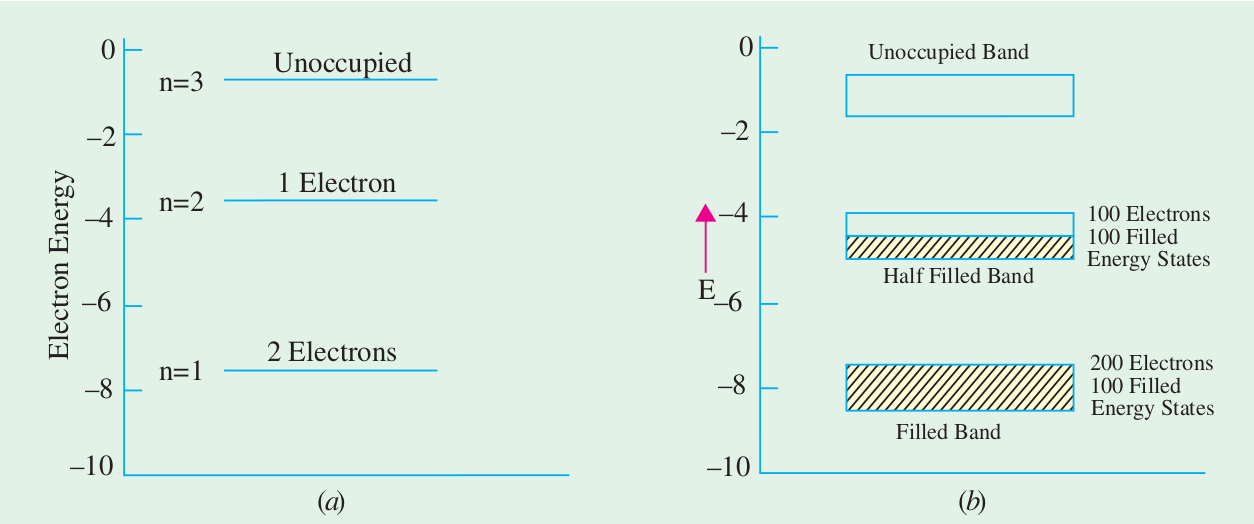 Electron Energy
0
–2
–4
–6
–8
–10
Unoccupied
n=3
1 Electron
n=2
2 Electrons
n=1
(a)
0
–2
–4
–6
–8
–10
E
Unoccupied Band
100 Electrons
100 Filled
Energy States
Half Filled Band
200 Electrons
100 Filled
Energy States
Filled Band
(b)